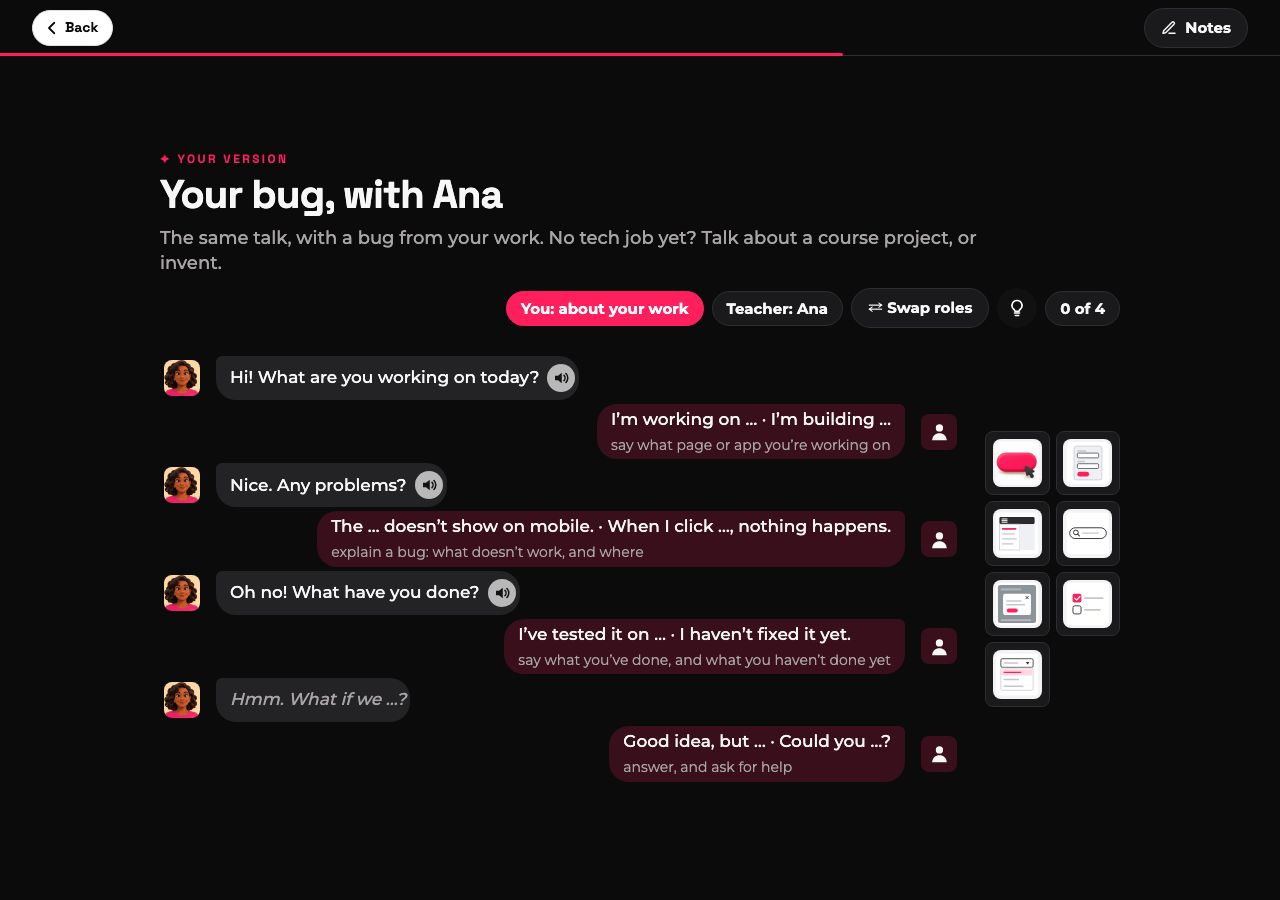 Back
Notes
YOUR VERSION
Your bug, with Ana
The same talk, with a bug from your work. No tech job yet? Talk about a course project, or
invent.
You: about your work
Teacher: Ana
Swap roles
0 of 4
Hi! What are you working on today?
I’m working on … · I’m building …
say what page or app you’re working on
Nice. Any problems?
The … doesn’t show on mobile. · When I click …, nothing happens.
explain a bug: what doesn’t work, and where
Oh no! What have you done?
I’ve tested it on … · I haven’t fixed it yet.
say what you’ve done, and what you haven’t done yet
Hmm. What if we …?
Good idea, but … · Could you …?
answer, and ask for help